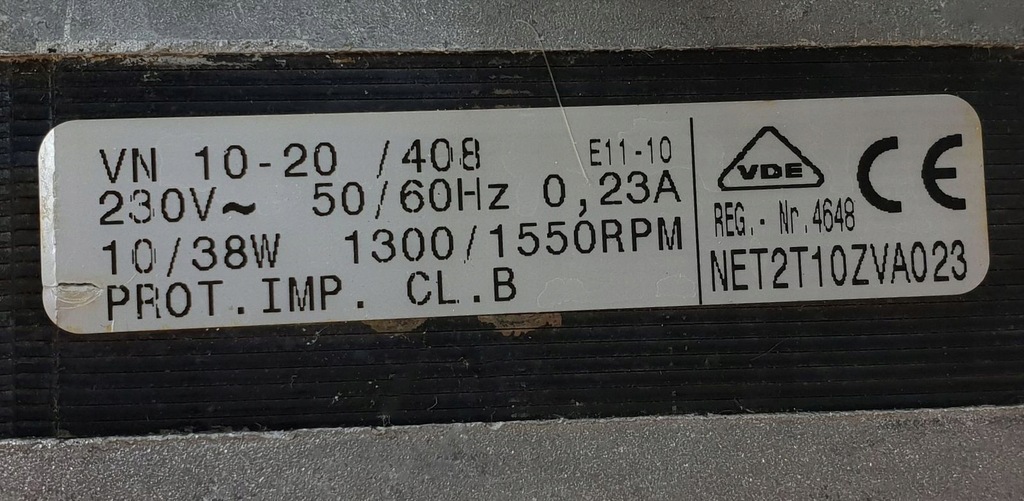 VN 10-20 /408 E11-10
230V~ 50/60Hz 0,23A
10/38W 1300/1550RPM
PROT.IMP. CL.B
VDE
CE
REG.- Nr.4648
NET2T10ZVA023